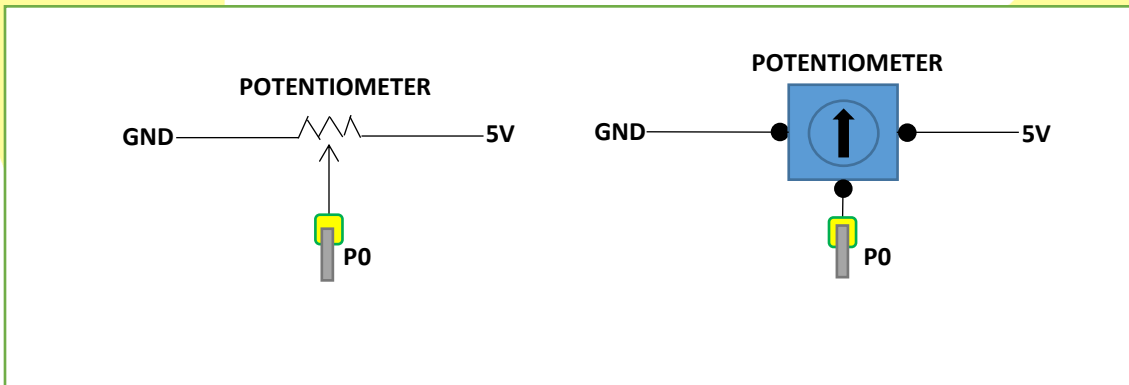 POTENTIOMETER
GND
5V
P0
POTENTIOMETER
GND
5V
P0